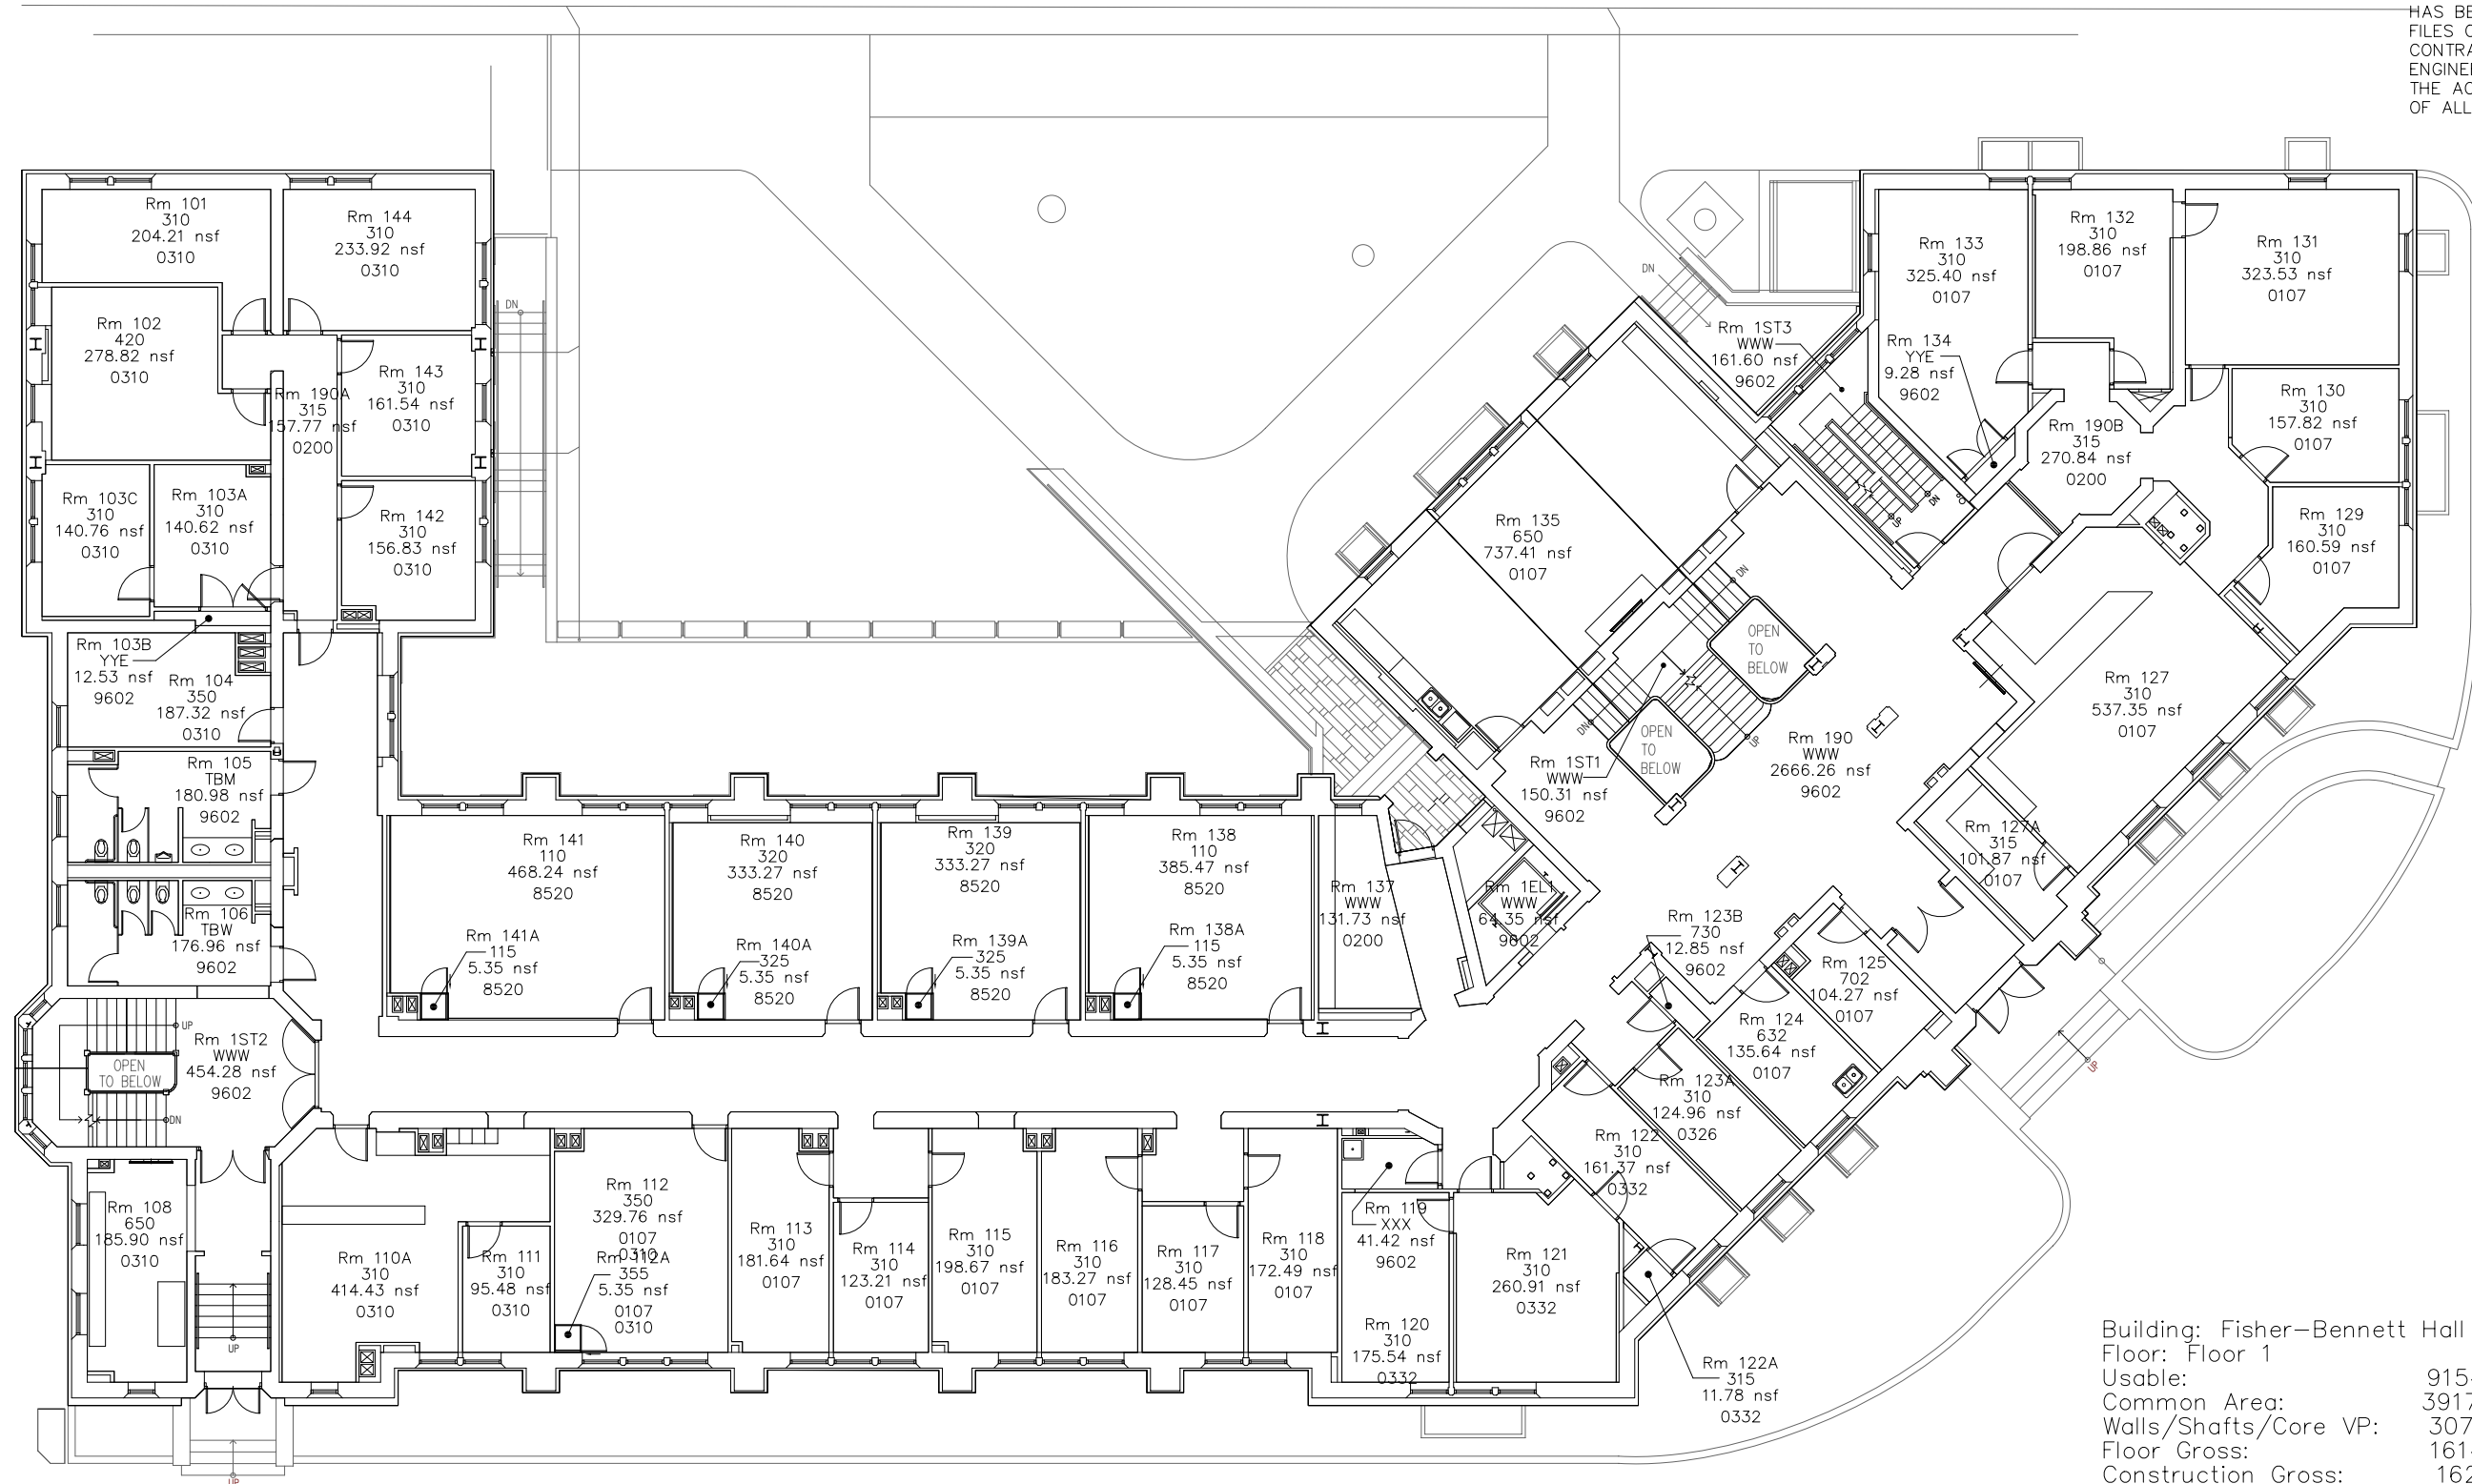 HAS BE
FILES O
CONTRA
ENGINEE
THE AC
OF ALL
Rm 101
310
204.21 nsf
0310
Rm 144
310
233.92 nsf
0310
Rm 102
420
278.82 nsf
0310
Rm 190A
315
157.77 nsf
0200
Rm 143
310
161.54 nsf
0310
Rm 103C
310
140.76 nsf
0310
Rm 103A
310
140.62 nsf
0310
Rm 142
310
156.83 nsf
0310
DN
Rm 103B
YYE
12.53 nsf
9602
Rm 104
350
187.32 nsf
0310
Rm 105
TBM
180.98 nsf
9602
Rm 106
TBW
176.96 nsf
9602
UP
Rm 1ST2
WWW
454.28 nsf
9602
OPEN
TO BELOW
DN
Rm 108
650
185.90 nsf
0310
UP
UP
Rm 141
110
468.24 nsf
8520
Rm 141A
115
5.35 nsf
8520
Rm 140
320
333.27 nsf
8520
Rm 140A
325
5.35 nsf
8520
Rm 139
320
333.27 nsf
8520
Rm 139A
325
5.35 nsf
8520
Rm 138
110
385.47 nsf
8520
Rm 138A
115
5.35 nsf
8520
Rm 137
WWW
131.73 nsf
0200
Rm 1EL1
WWW
64.35 nsf
9602
Rm 110A
310
414.43 nsf
0310
Rm 111
310
95.48 nsf
0310
Rm 112
350
329.76 nsf
0107
0310
Rm 112A
355
5.35 nsf
0107
0310
Rm 113
310
181.64 nsf
0107
Rm 114
310
123.21 nsf
0107
Rm 115
310
198.67 nsf
0107
Rm 116
310
183.27 nsf
0107
Rm 117
310
128.45 nsf
0107
Rm 118
310
172.49 nsf
0107
Rm 119
XXX
41.42 nsf
9602
Rm 120
310
175.54 nsf
0332
Rm 121
310
260.91 nsf
0332
Rm 122
310
161.37 nsf
0332
Rm 122A
315
11.78 nsf
0332
Rm 123A
310
124.96 nsf
0326
Rm 123B
730
12.85 nsf
9602
Rm 124
632
135.64 nsf
0107
Rm 125
702
104.27 nsf
0107
UP
Rm 127A
315
101.87 nsf
0107
Rm 127
310
537.35 nsf
0107
Rm 190
WWW
2666.26 nsf
9602
Rm 1ST1
WWW
150.31 nsf
9602
OPEN
TO
BELOW
OPEN
TO
BELOW
DN
DN
UP
Rm 135
650
737.41 nsf
0107
DN
Rm 1ST3
WWW
161.60 nsf
9602
DN
UP
Rm 134
YYE
9.28 nsf
9602
Rm 133
310
325.40 nsf
0107
Rm 132
310
198.86 nsf
0107
Rm 131
310
323.53 nsf
0107
Rm 130
310
157.82 nsf
0107
Rm 190B
315
270.84 nsf
0200
Rm 129
310
160.59 nsf
0107
Building: Fisher-Bennett Hall
Floor: Floor 1
Usable: 915
Common Area: 3917
Walls/Shafts/Core VP: 307
Floor Gross: 161
Construction Gross: 162